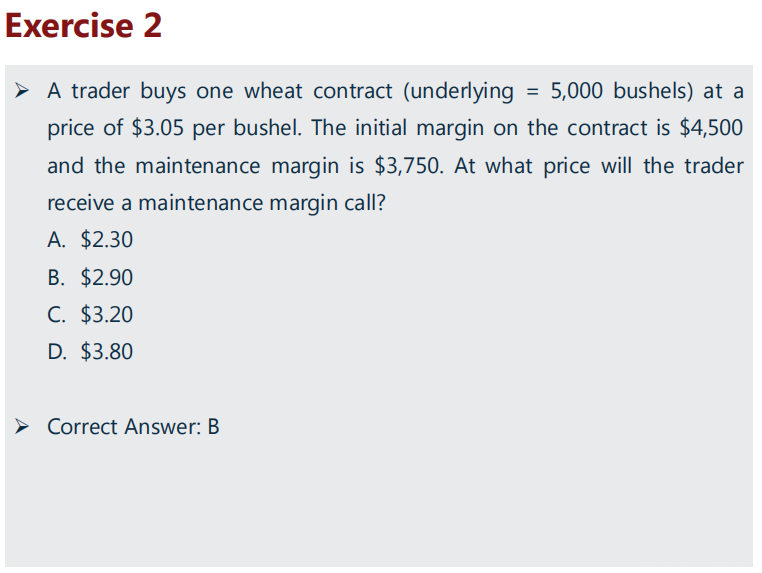 Exercise 2
➢ A trader buys one wheat contract (underlying = 5,000 bushels) at a
price of $3.05 per bushel. The initial margin on the contract is $4,500
and the maintenance margin is $3,750. At what price will the trader
receive a maintenance margin call?
A. $2.30
B. $2.90
C. $3.20
D. $3.80
➢ Correct Answer: B